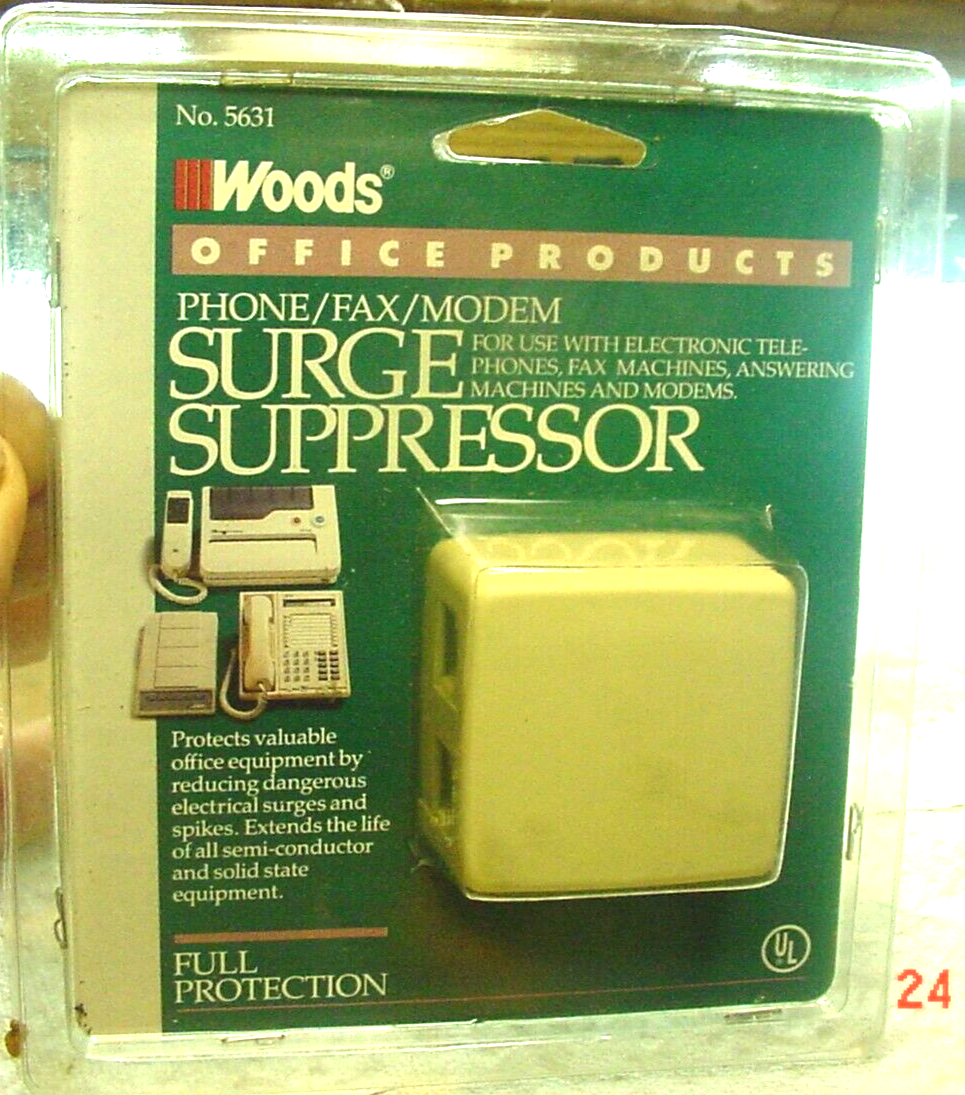 No. 5631
Woods®
OFFICE PRODUCTS
PHONE/FAX/MODEM
SURGE
SUPPRESSOR
FOR USE WITH ELECTRONIC TELE-
PHONES, FAX MACHINES, ANSWERING
MACHINES AND MODEMS.
Protects valuable
office equipment by
reducing dangerous
electrical surges and
spikes. Extends the life
of all semi-conductor
and solid state
equipment.
FULL
PROTECTION
UL
24